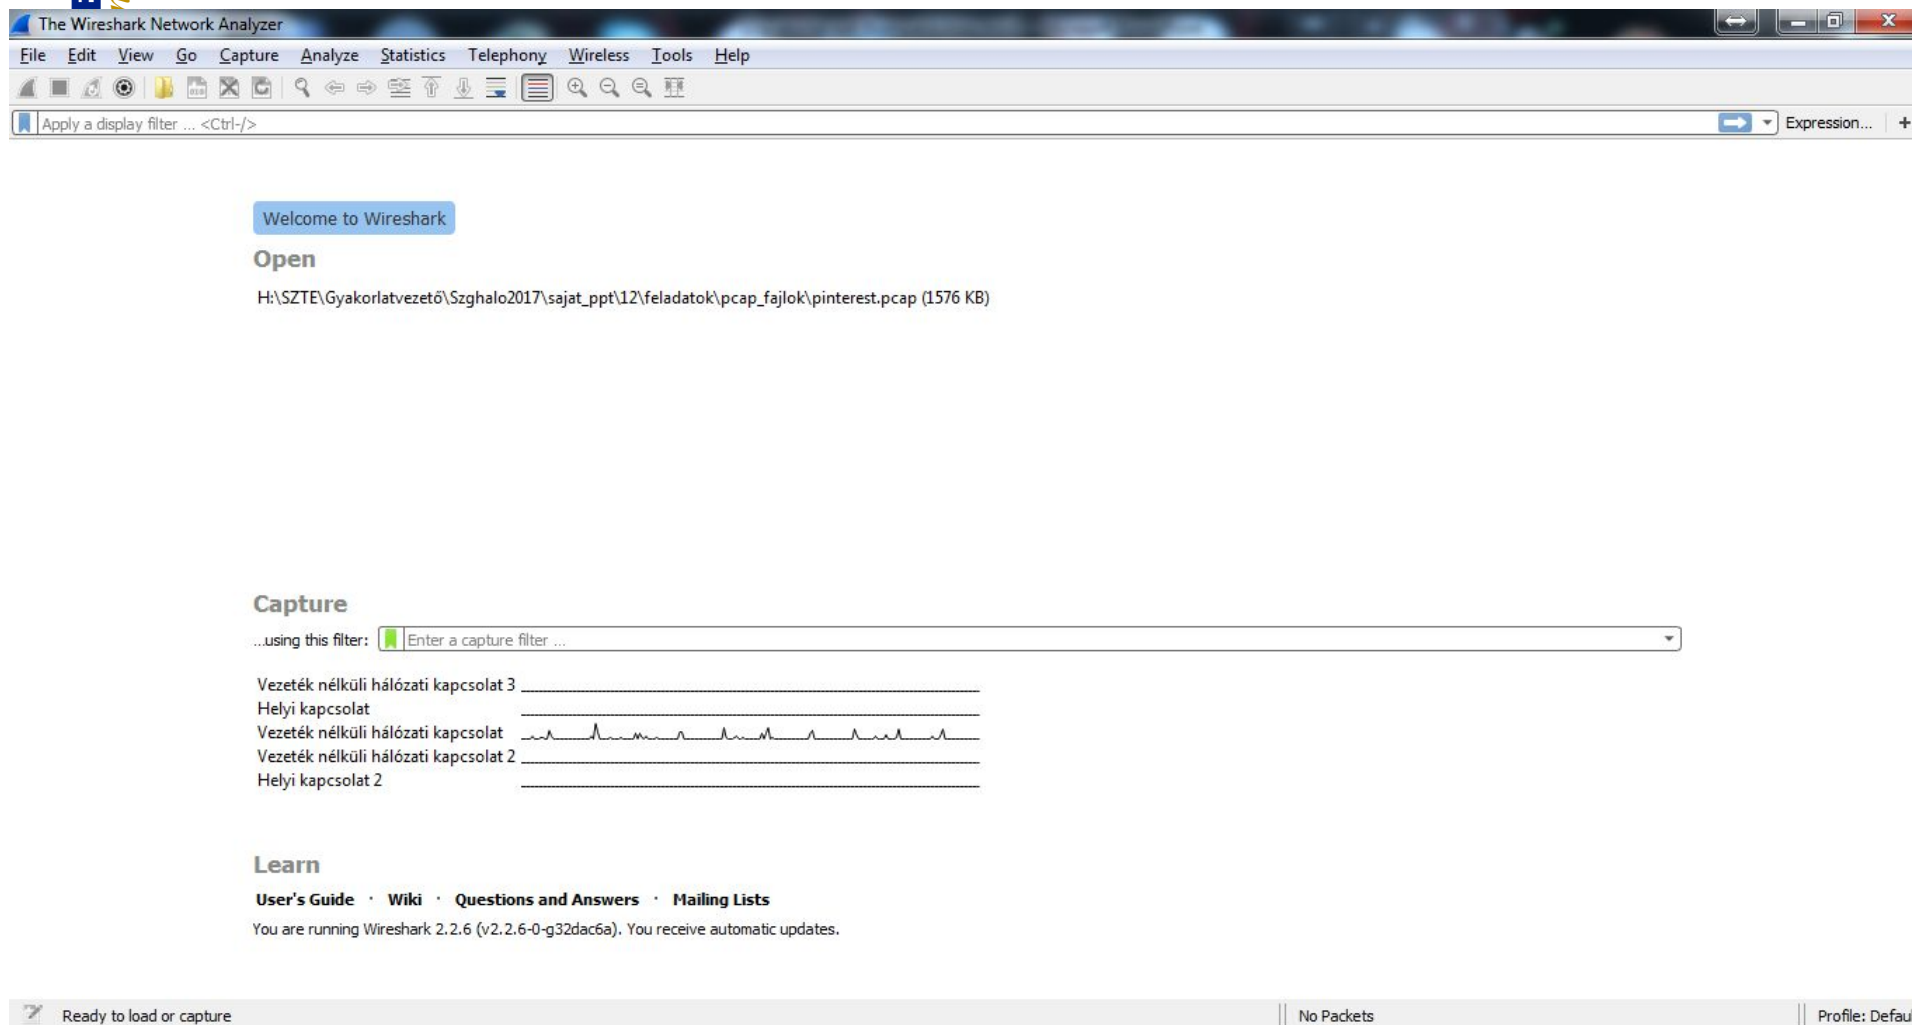 The Wireshark Network Analyzer
File Edit View Go Capture Analyze Statistics Telephony Wireless Tools Help
Apply a display filter ... <Ctrl-/> Expression... +
Welcome to Wireshark
Open
H:\SZTE\Gyakorlatvezető\Szghalo2017\sajat_ppt\12\feladatok\pcap_fajlok\pinterest.pcap (1576 KB)
Capture
...using this filter: Enter a capture filter ...
Vezeték nélküli hálózati kapcsolat 3
Helyi kapcsolat
Vezeték nélküli hálózati kapcsolat
Vezeték nélküli hálózati kapcsolat 2
Helyi kapcsolat 2
Learn
User's Guide · Wiki · Questions and Answers · Mailing Lists
You are running Wireshark 2.2.6 (v2.2.6-0-g32dac6a). You receive automatic updates.
Ready to load or capture No Packets Profile: Defau